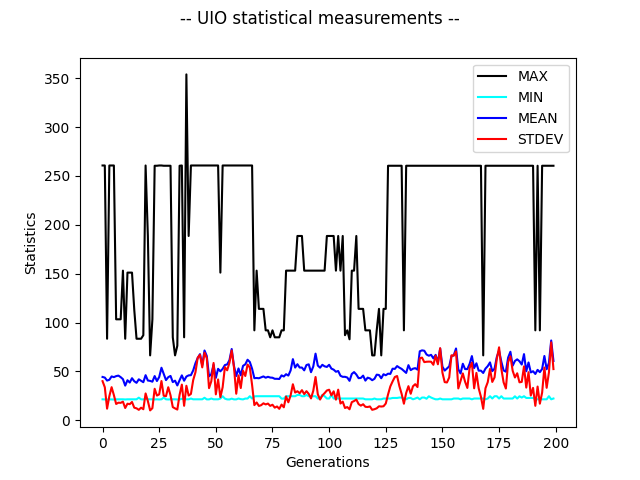 -- UIO statistical measurements --
MAX
MIN
MEAN
STDEV
Statistics
350
300
250
200
150
100
50
0
0 25 50 75 100 125 150 175 200
Generations